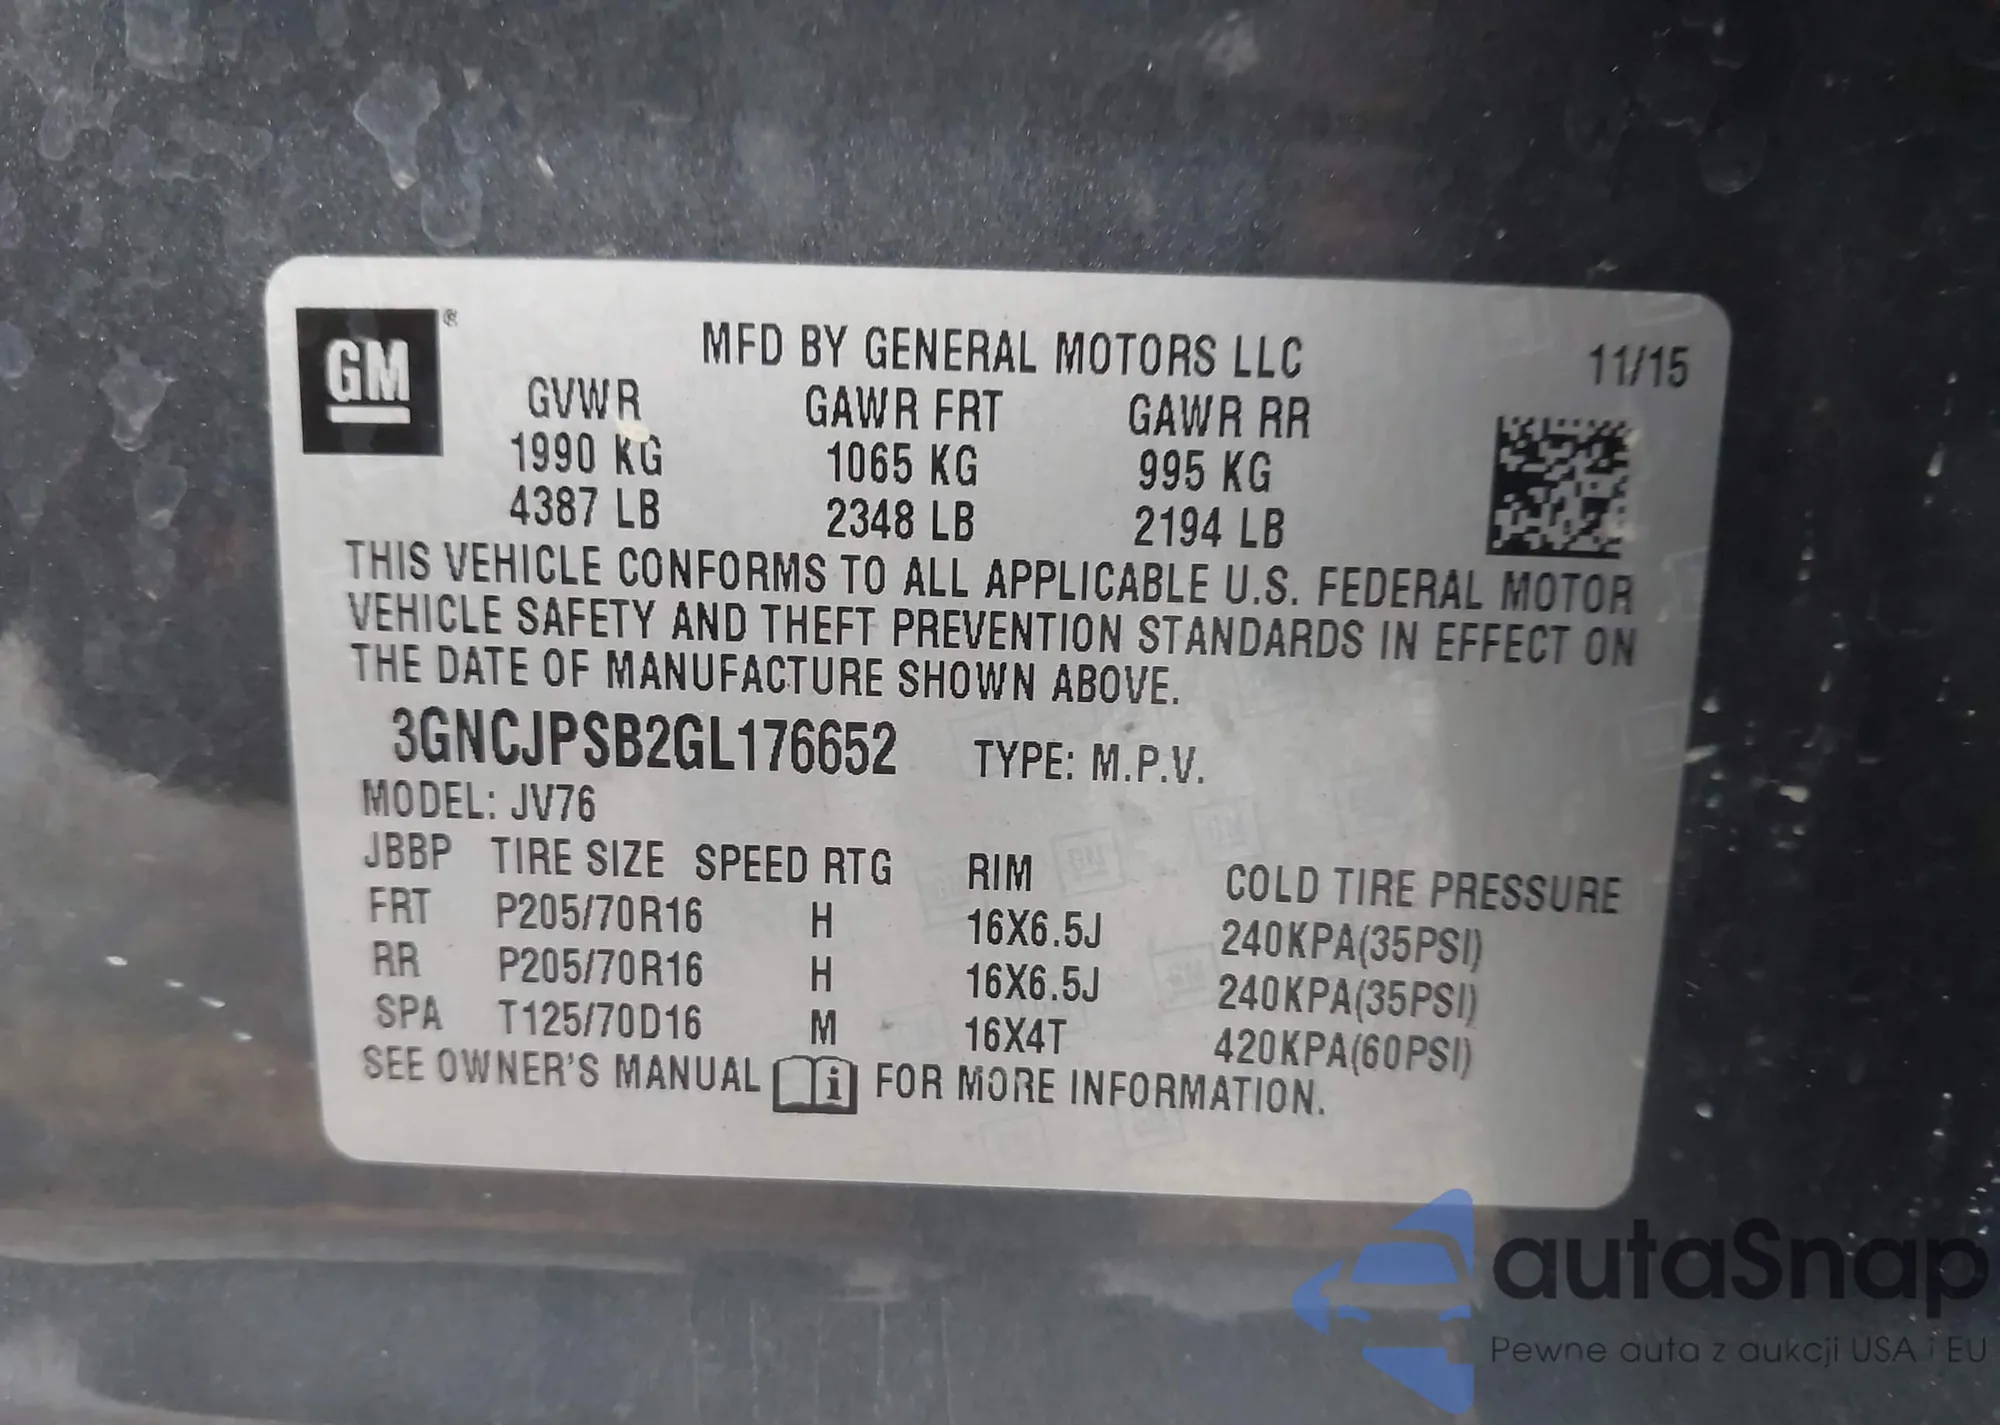 GM ®
MFD BY GENERAL MOTORS LLC 11/15
GVWR GAWR FRT GAWR RR
1990 KG 1065 KG 995 KG
4387 LB 2348 LB 2194 LB
THIS VEHICLE CONFORMS TO ALL APPLICABLE U.S. FEDERAL MOTOR
VEHICLE SAFETY AND THEFT PREVENTION STANDARDS IN EFFECT ON
THE DATE OF MANUFACTURE SHOWN ABOVE.
3GNCJPSB2GL176652 TYPE: M.P.V.
MODEL: JV76
JBBP TIRE SIZE SPEED RTG RIM COLD TIRE PRESSURE
FRT P205/70R16 H 16X6.5J 240KPA(35PSI)
RR P205/70R16 H 16X6.5J 240KPA(35PSI)
SPA T125/70D16 M 16X4T 420KPA(60PSI)
SEE OWNER'S MANUAL i FOR MORE INFORMATION.
autaSnap
Pewne auta z aukcji USA i EU